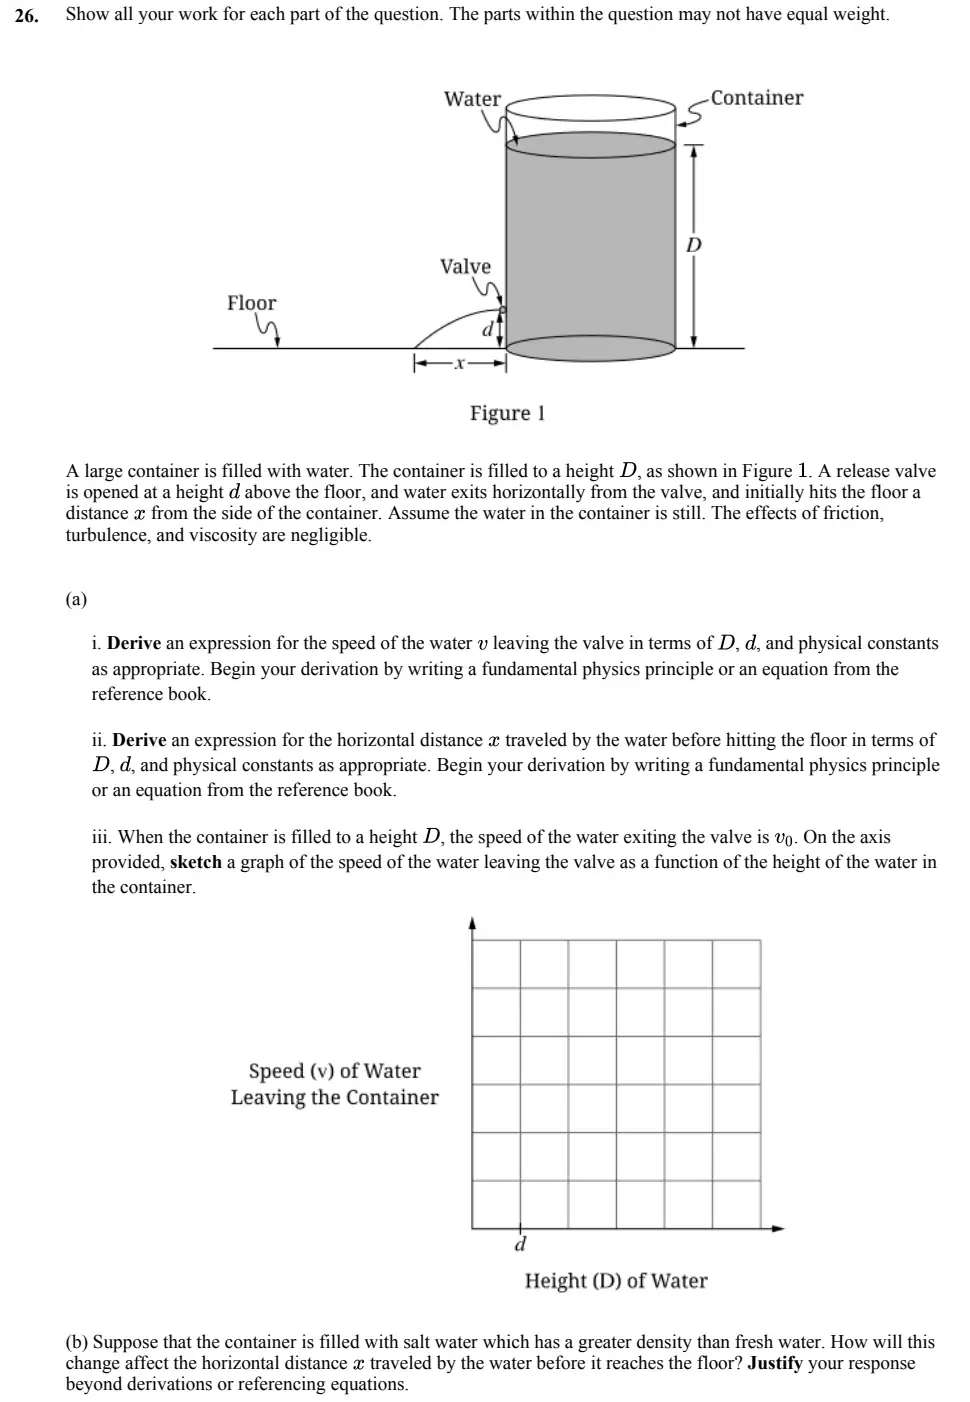 26. Show all your work for each part of the question. The parts within the question may not have equal weight.
Water
Container
D
Valve
Floor
d
x
Figure 1
A large container is filled with water. The container is filled to a height D, as shown in Figure 1. A release valve
is opened at a height d above the floor, and water exits horizontally from the valve, and initially hits the floor a
distance x from the side of the container. Assume the water in the container is still. The effects of friction,
turbulence, and viscosity are negligible.
(a)
i. Derive an expression for the speed of the water v leaving the valve in terms of D, d, and physical constants
as appropriate. Begin your derivation by writing a fundamental physics principle or an equation from the
reference book.
ii. Derive an expression for the horizontal distance x traveled by the water before hitting the floor in terms of
D, d, and physical constants as appropriate. Begin your derivation by writing a fundamental physics principle
or an equation from the reference book.
iii. When the container is filled to a height D, the speed of the water exiting the valve is v₀. On the axis
provided, sketch a graph of the speed of the water leaving the valve as a function of the height of the water in
the container.
Speed (v) of Water
Leaving the Container
d
Height (D) of Water
(b) Suppose that the container is filled with salt water which has a greater density than fresh water. How will this
change affect the horizontal distance x traveled by the water before it reaches the floor? Justify your response
beyond derivations or referencing equations.